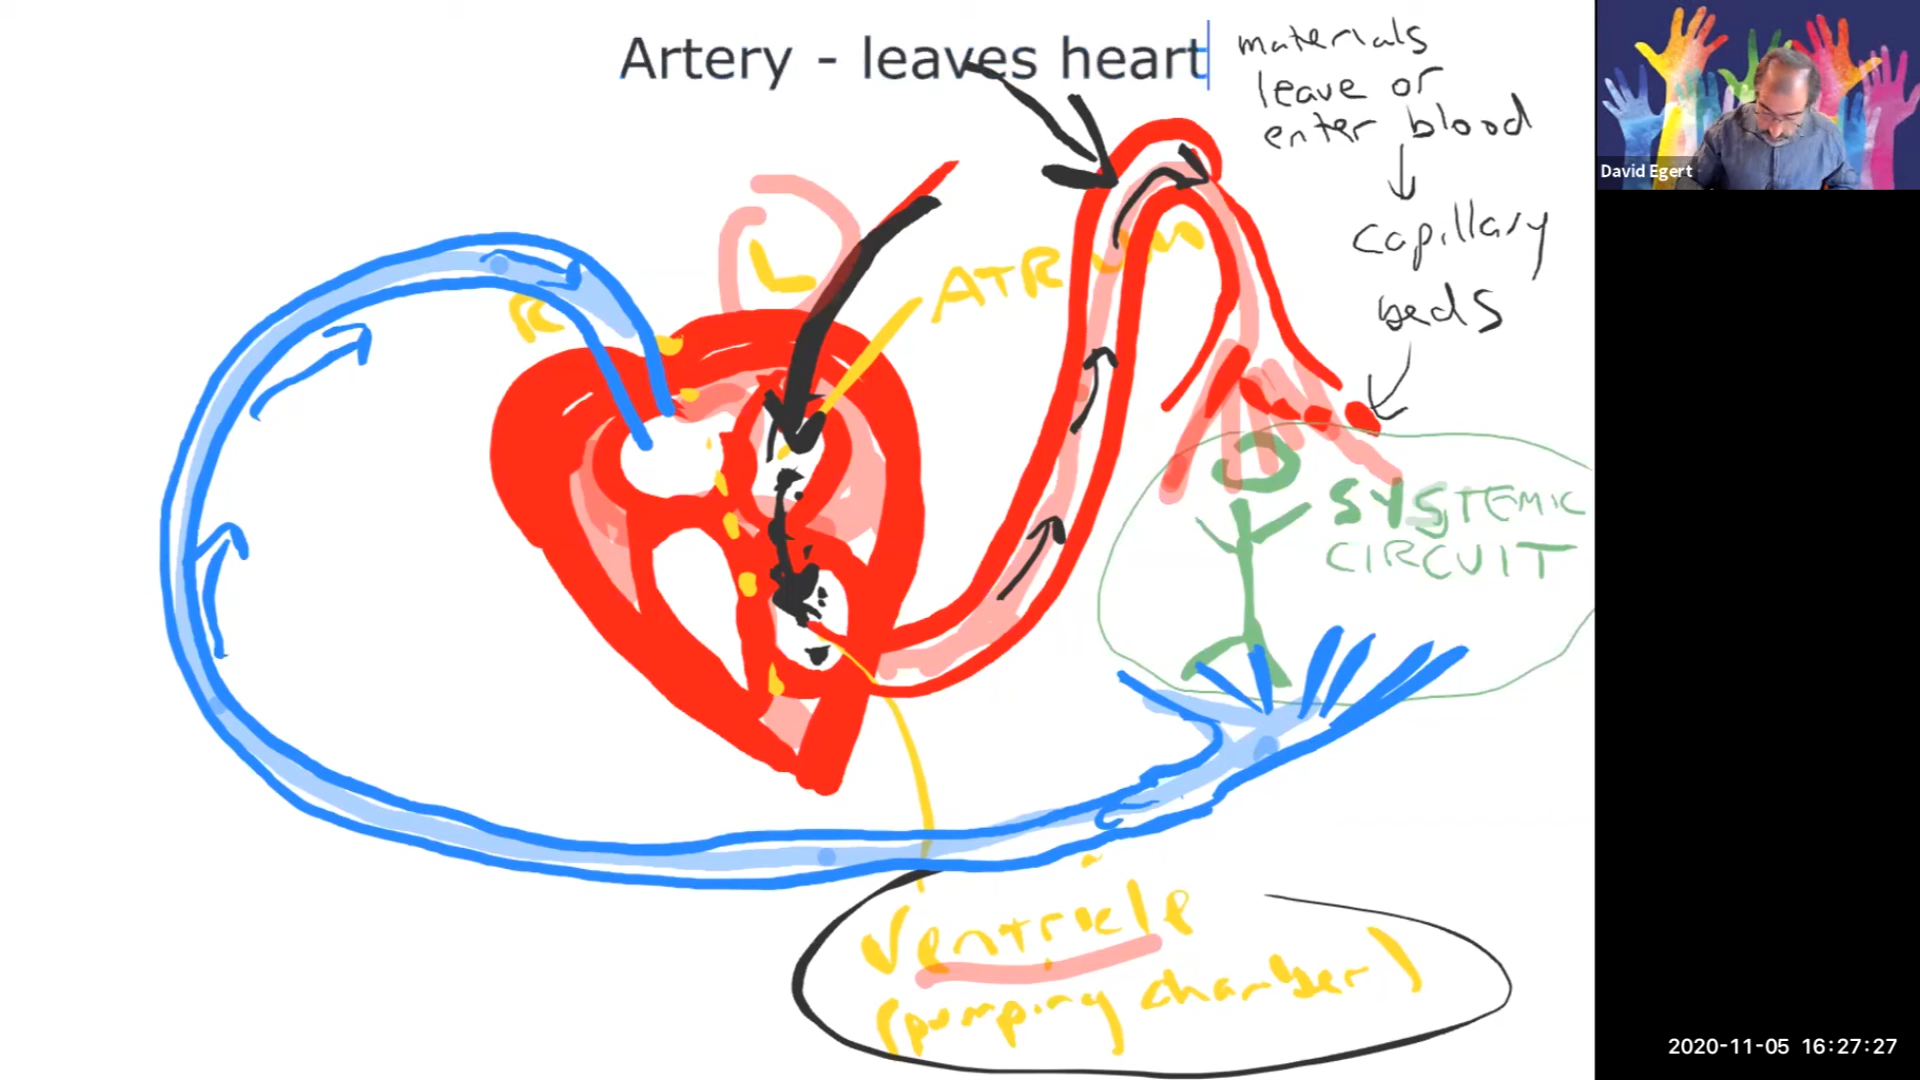 Artery - leaves heart
materials
leave or
enter blood
capillary
beds
David Egert
R
L
ATRIUM
SYSTEMIC
CIRCUIT
Ventricle
(pumping chamber)
2020-11-05 16:27:27